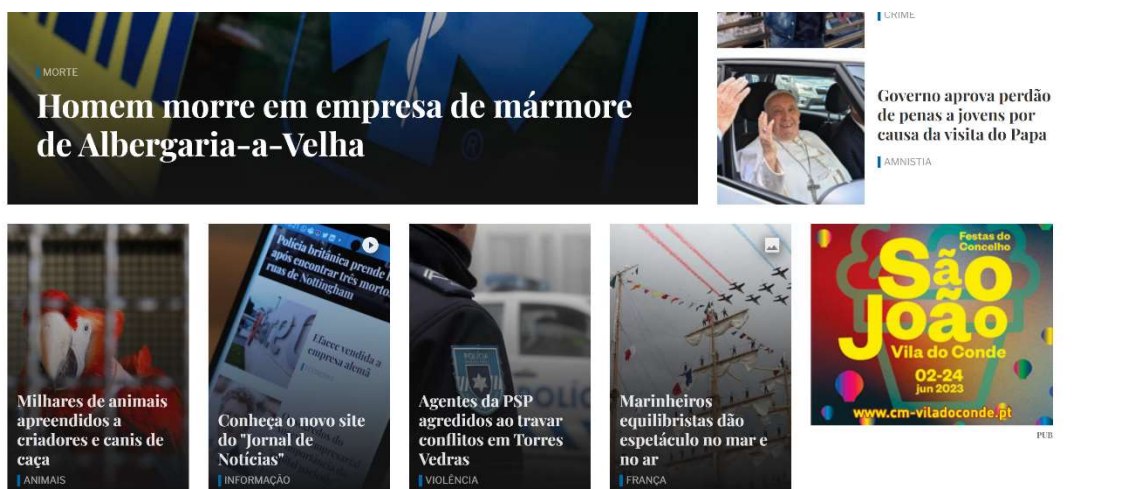 MORTE
Homem morre em empresa de mármore
de Albergaria-a-Velha
CRIME
Governo aprova perdão
de penas a jovens por
causa da visita do Papa
AMNISTIA
Milhares de animais
apreendidos a
criadores e canis de
caça
ANIMAIS
Polícia britânica prende
após encontrar três mortos
ruas de Nottingham
Efacec vendida a
empresa alemã
Conheça o novo site
do "Jornal de
Notícias"
INFORMAÇÃO
POLÍCIA
Agentes da PSP
agredidos ao travar
conflitos em Torres
Vedras
VIOLÊNCIA
Marinheiros
equilibristas dão
espetáculo no mar e
no ar
FRANÇA
Festas do
Concelho
São
João
Vila do Conde
02-24
jun 2023
www.cm-viladoconde.pt
PUB